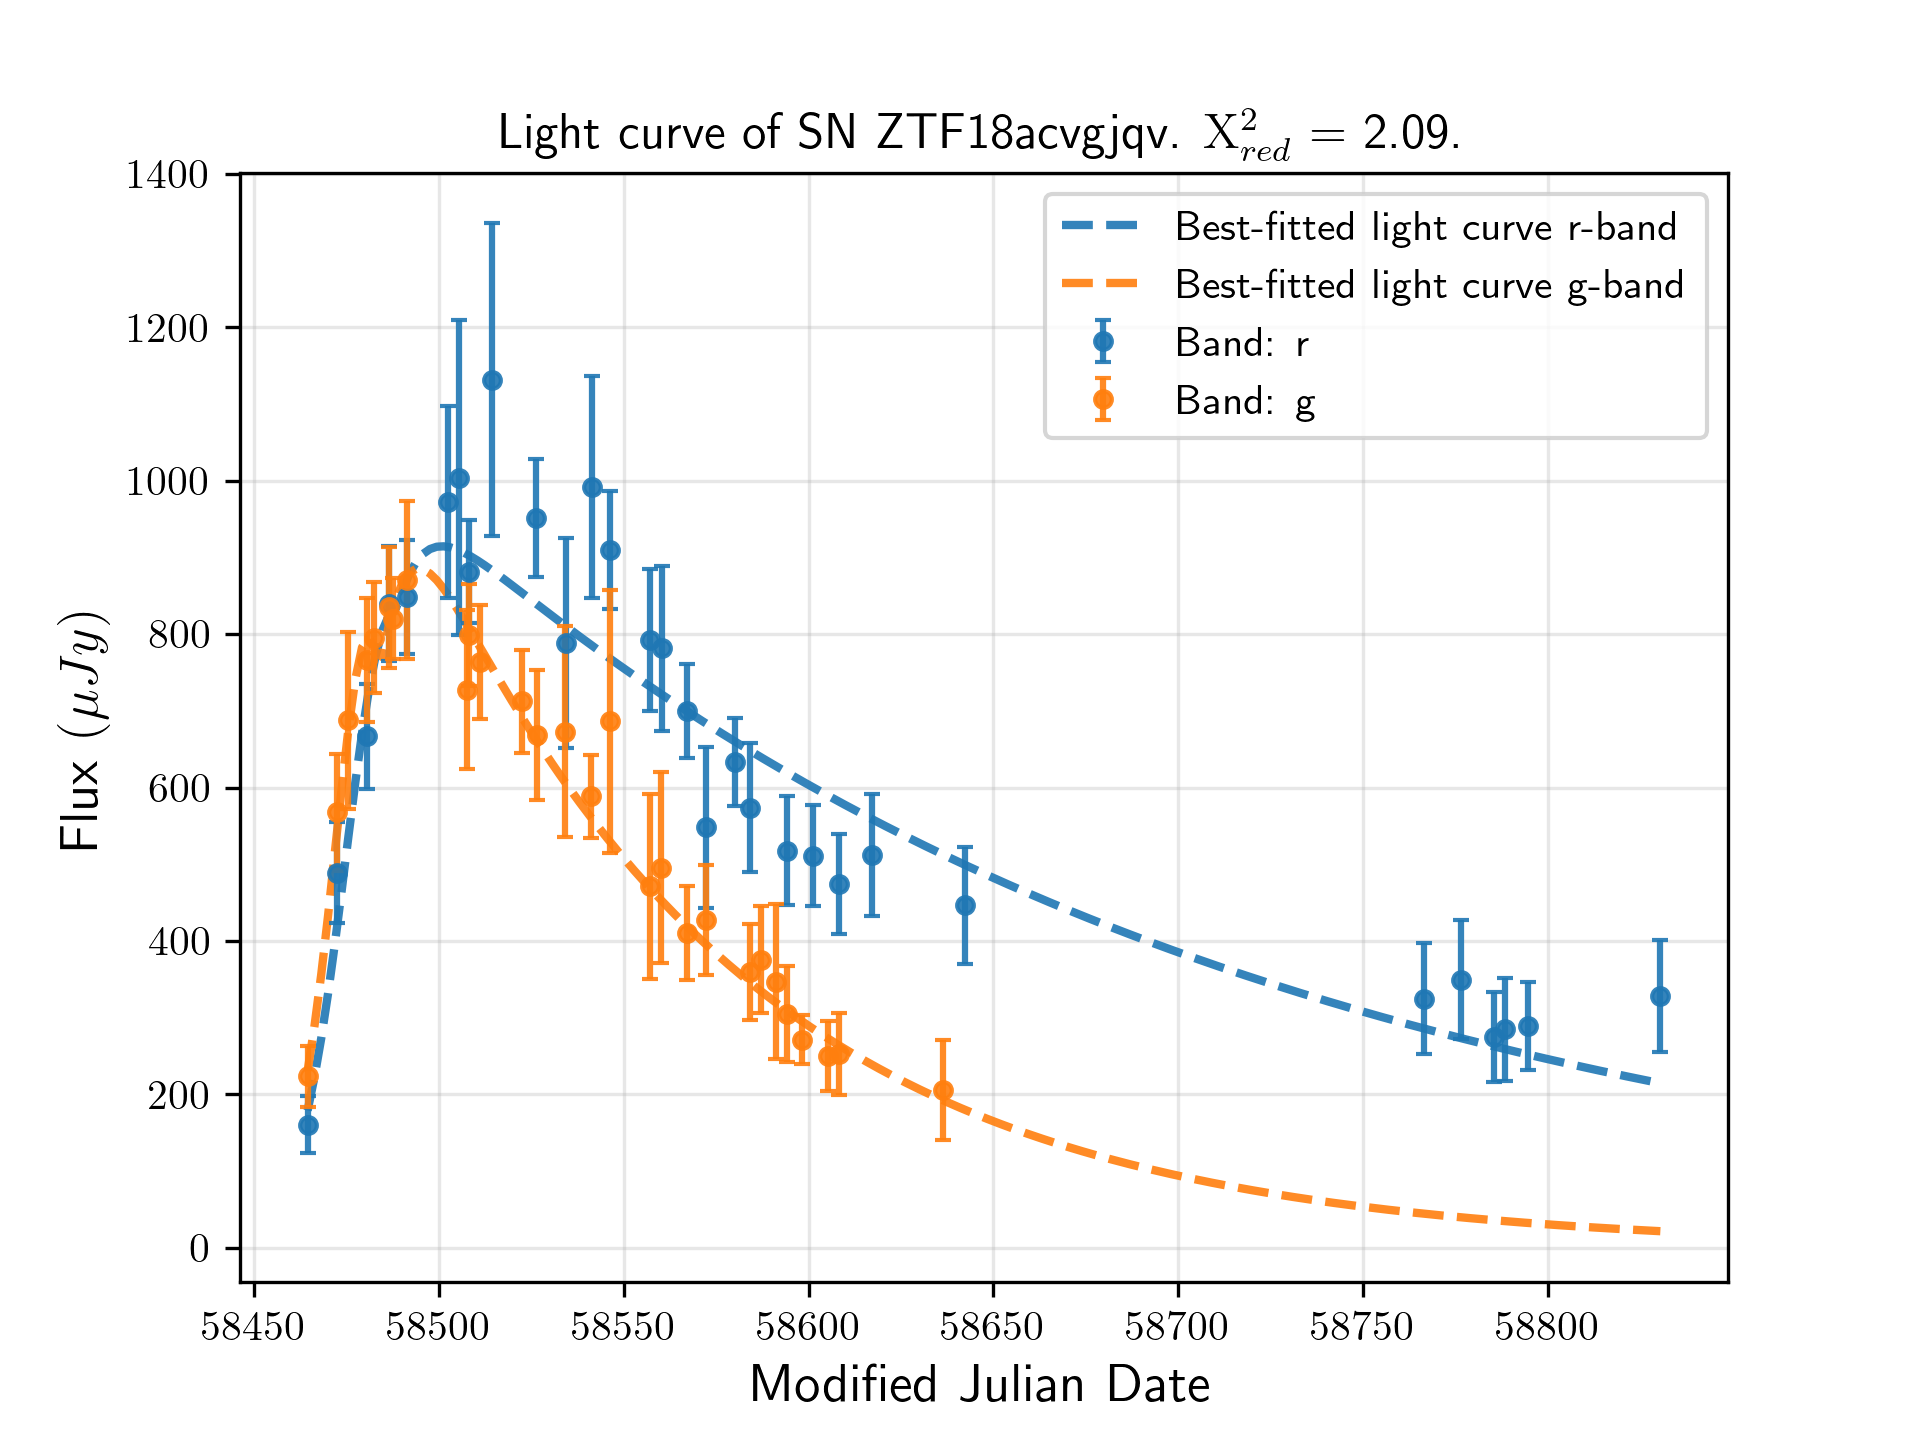 Light curve of SN ZTF18acvgjqv. X²_red = 2.09.
1400
1200
1000
800
600
400
200
0
Flux (μJy)
Best-fitted light curve r-band
Best-fitted light curve g-band
Band: r
Band: g
58450 58500 58550 58600 58650 58700 58750 58800
Modified Julian Date